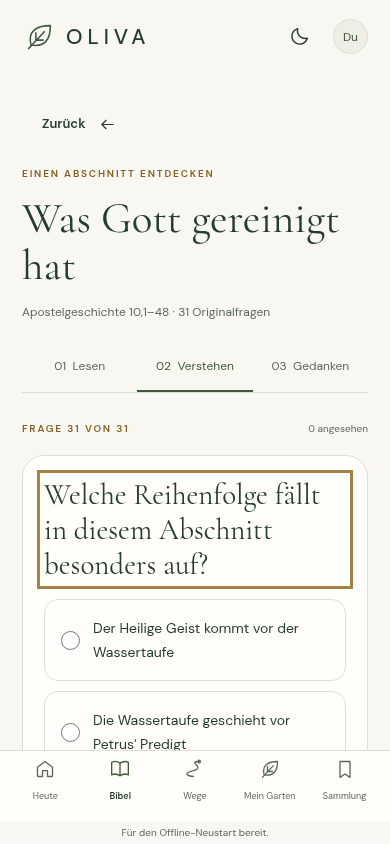 OLIVA
Du
Zurück ←
EINEN ABSCHNITT ENTDECKEN
Was Gott gereinigt
hat
Apostelgeschichte 10,1–48 · 31 Originalfragen
01 Lesen 02 Verstehen 03 Gedanken
FRAGE 31 VON 31 0 angesehen
Welche Reihenfolge fällt
in diesem Abschnitt
besonders auf?
Der Heilige Geist kommt vor der
Wassertaufe
Die Wassertaufe geschieht vor
Petrus' Predigt
Heute Bibel Wege Mein Garten Sammlung
Für den Offline-Neustart bereit.